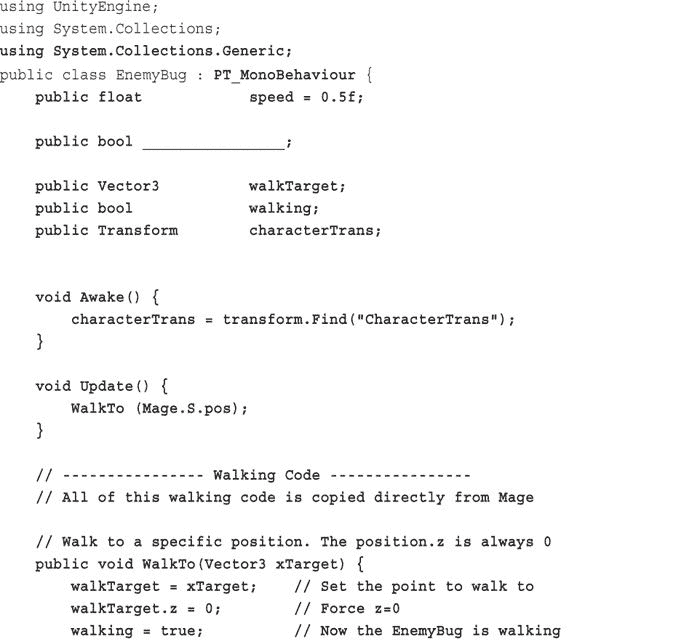 using UnityEngine;
using System.Collections;
using System.Collections.Generic;
public class EnemyBug : PT_MonoBehaviour {
    public float            speed = 0.5f;

    public bool ________________;

    public Vector3          walkTarget;
    public bool             walking;
    public Transform        characterTrans;

    void Awake() {
        characterTrans = transform.Find("CharacterTrans");
    }

    void Update() {
        WalkTo (Mage.S.pos);
    }

    // ---------------- Walking Code ----------------
    // All of this walking code is copied directly from Mage

    // Walk to a specific position. The position.z is always 0
    public void WalkTo(Vector3 xTarget) {
        walkTarget = xTarget;    // Set the point to walk to
        walkTarget.z = 0;        // Force z=0
        walking = true;          // Now the EnemyBug is walking